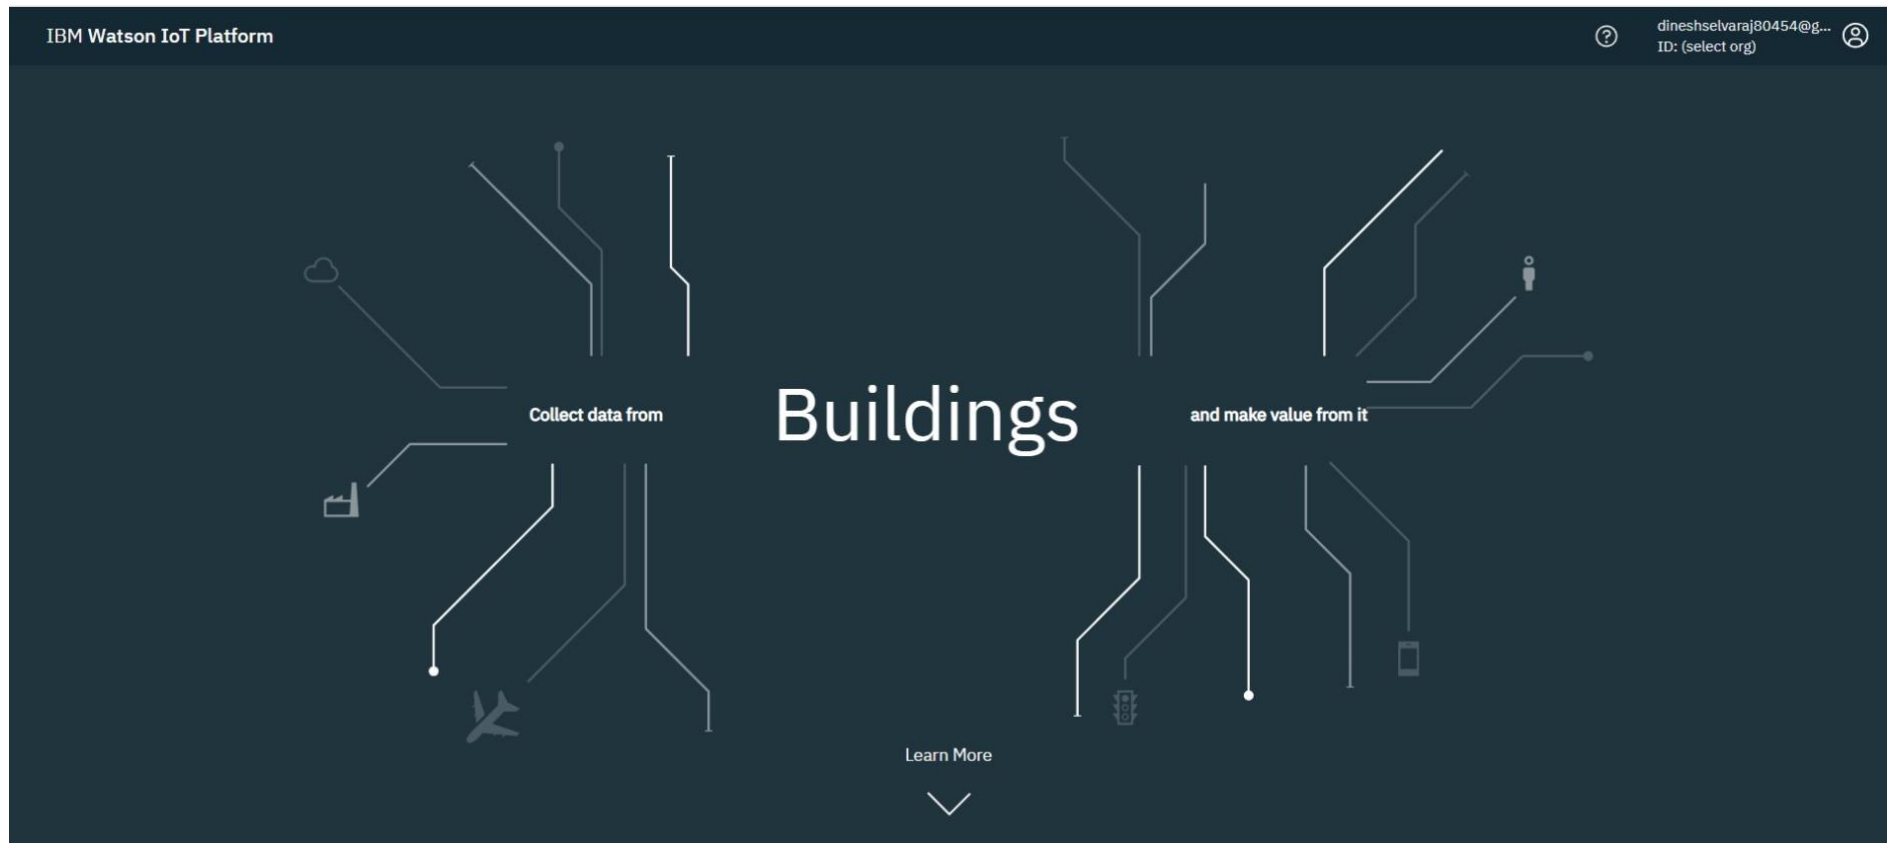 IBM Watson IoT Platform
dineshselvaraj80454@g...
ID: (select org)
Collect data from
Buildings
and make value from it
Learn More